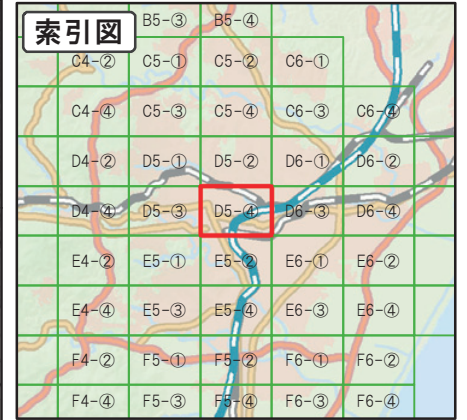 索引図
B5-③ B5-④
C4-② C5-① C5-② C6-①
C4-④ C5-③ C5-④ C6-③ C6-④
D4-② D5-① D5-② D6-① D6-②
D4-④ D5-③ D5-④ D6-③ D6-④
E4-② E5-① E5-② E6-① E6-②
E4-④ E5-③ E5-④ E6-③ E6-④
F4-② F5-① F5-② F6-① F6-②
F4-④ F5-③ F5-④ F6-③ F6-④